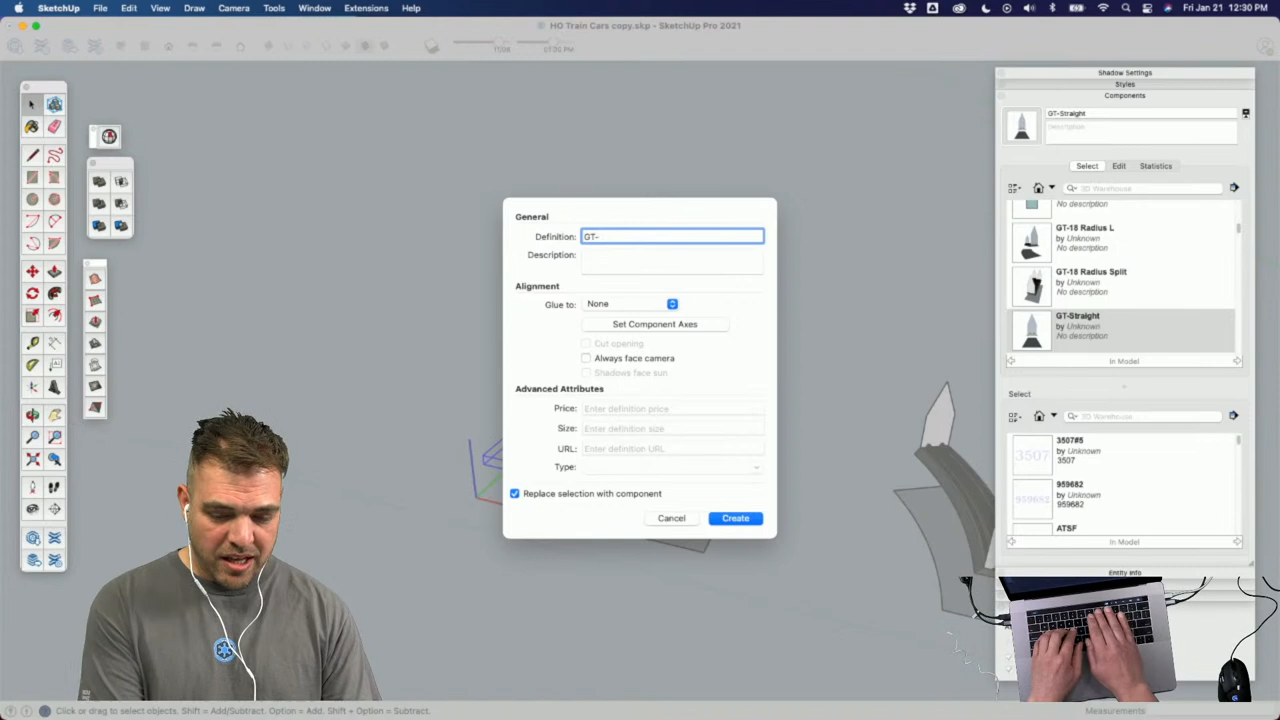 SketchUp File Edit View Draw Camera Tools Window Extensions Help Fri Jan 21 12:30 PM
HO Train Cars copy.skp - SketchUp Pro 2021
Shadow Settings
Styles
Components
GT-Straight
Description
Select Edit Statistics
3D Warehouse
No description
GT-18 Radius L
by Unknown
No description
GT-18 Radius Split
by Unknown
No description
GT-Straight
by Unknown
No description
In Model
Select
3D Warehouse
3507#5
by Unknown
3507
959682
by Unknown
959682
ATSF
In Model
Entity Info
General
Definition: GT-
Description:
Alignment
Glue to: None
Set Component Axes
Cut opening
Always face camera
Shadows face sun
Advanced Attributes
Price: Enter definition price
Size: Enter definition size
URL: Enter definition URL
Type:
Replace selection with component
Cancel Create
Click or drag to select objects. Shift = Add/Subtract. Option = Add. Shift + Option = Subtract.
Measurements